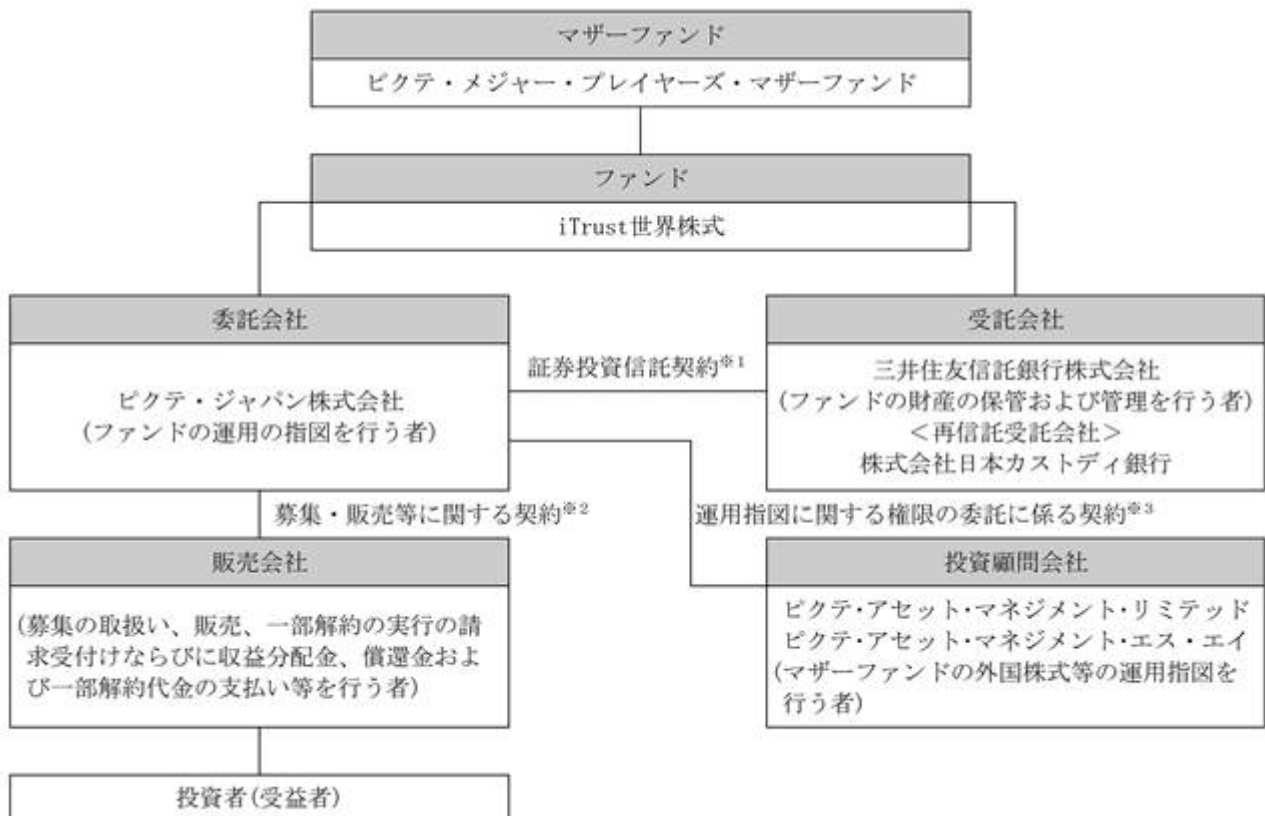 マザーファンド
ピクテ・メジャー・プレイヤーズ・マザーファンド
ファンド
iTrust世界株式
委託会社
ピクテ・ジャパン株式会社
(ファンドの運用の指図を行う者)
証券投資信託契約※1
受託会社
三井住友信託銀行株式会社
(ファンドの財産の保管および管理を行う者)
＜再信託受託会社＞
株式会社日本カストディ銀行
募集・販売等に関する契約※2
運用指図に関する権限の委託に係る契約※3
販売会社
(募集の取扱い、販売、一部解約の実行の請
求受付けならびに収益分配金、償還金およ
び一部解約代金の支払い等を行う者)
投資顧問会社
ピクテ・アセット・マネジメント・リミテッド
ピクテ・アセット・マネジメント・エス・エイ
(マザーファンドの外国株式等の運用指図を
行う者)
投資者(受益者)